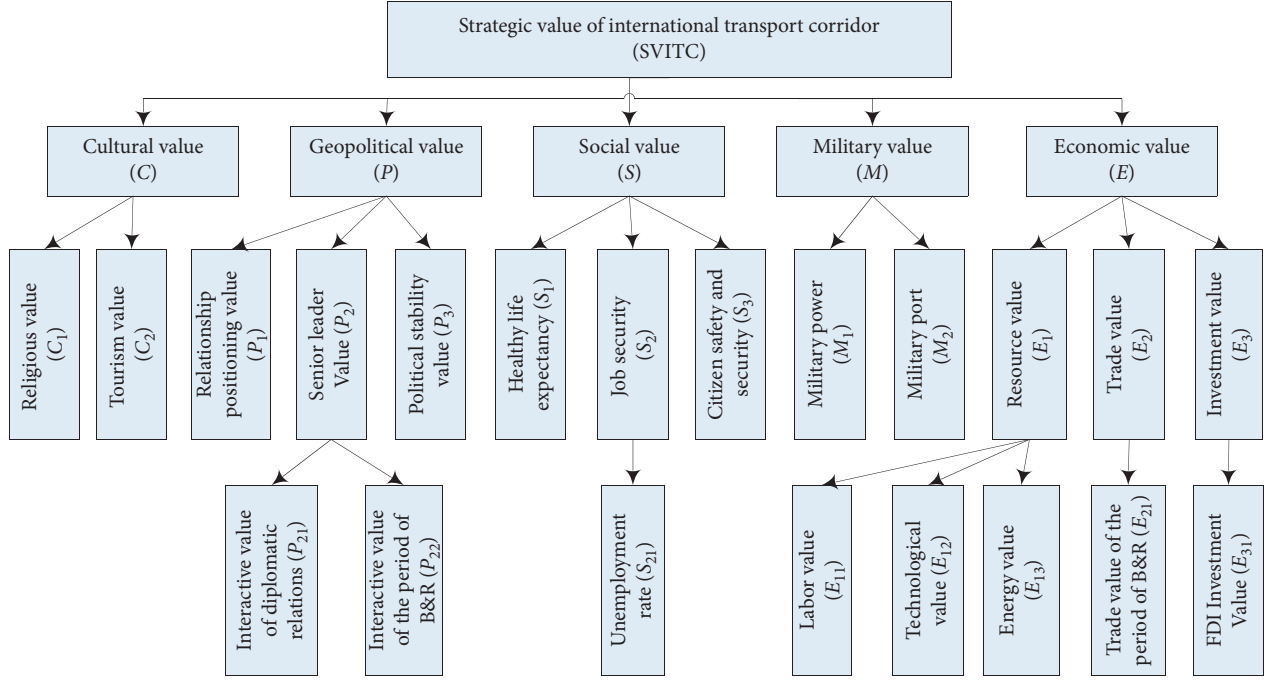 Strategic value of international transport corridor
(SVITC)
Cultural value
(C)
Geopolitical value
(P)
Social value
(S)
Military value
(M)
Economic value
(E)
Religious value
(C₁)
Tourism value
(C₂)
Relationship
positioning value
(P₁)
Senior leader
Value (P₂)
Political stability
value (P₃)
Healthy life
expectancy (S₁)
Job security
(S₂)
Citizen safety and
security (S₃)
Military power
(M₁)
Military port
(M₂)
Resource value
(E₁)
Trade value
(E₂)
Investment value
(E₃)
Interactive value
of diplomatic
relations (P₂₁)
Interactive value
of the period of
B&R (P₂₂)
Unemployment
rate (S₂₁)
Labor value
(E₁₁)
Technological
value (E₁₂)
Energy value
(E₁₃)
Trade value of the
period of B&R (E₂₁)
FDI Investment
Value (E₃₁)